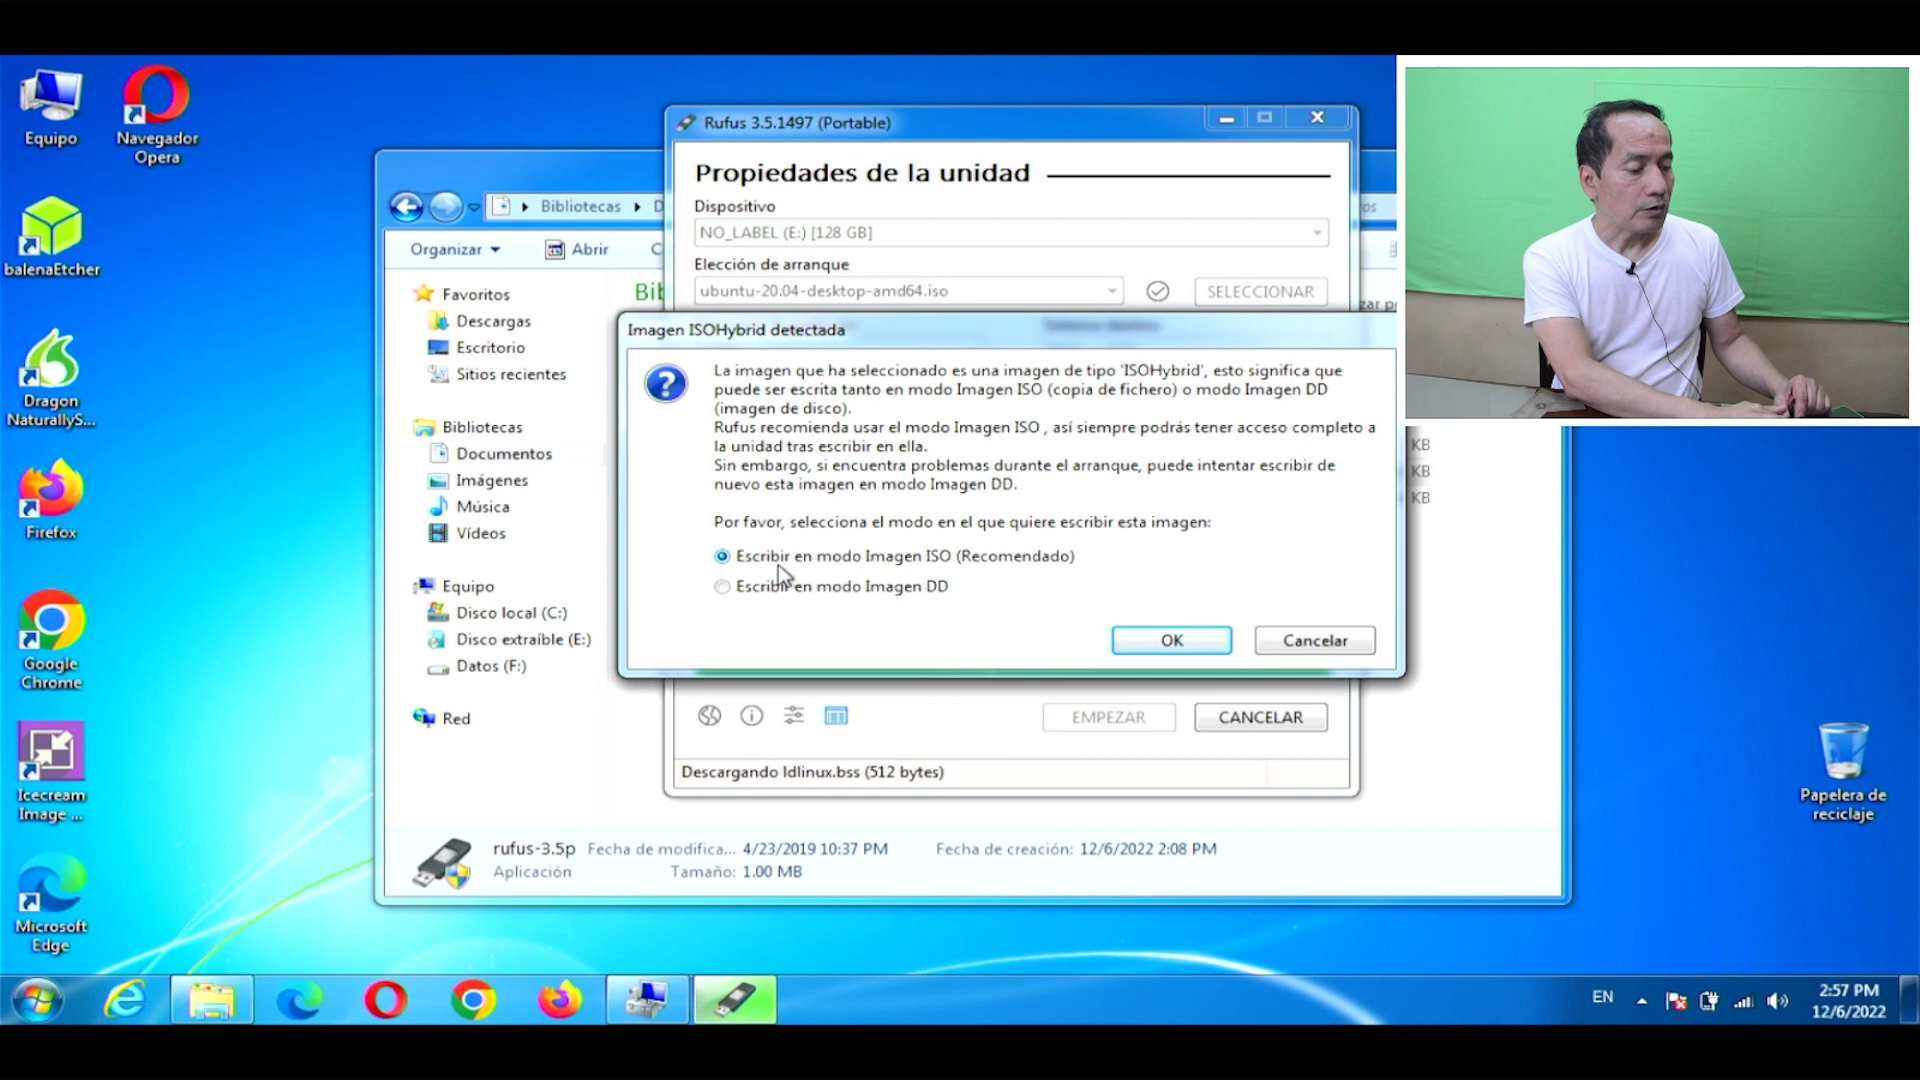 Equipo
Navegador
Opera
balenaEtcher
Dragon
NaturallyS...
Firefox
Google
Chrome
Icecream
Image ...
Microsoft
Edge
Rufus 3.5.1497 (Portable)
Propiedades de la unidad
Dispositivo
NO_LABEL (E:) [128 GB]
Elección de arranque
ubuntu-20.04-desktop-amd64.iso
SELECCIONAR
Bibliotecas
Organizar
Abrir
Favoritos
Descargas
Escritorio
Sitios recientes
Bibliotecas
Documentos
Imágenes
Música
Vídeos
Equipo
Disco local (C:)
Disco extraíble (E:)
Datos (F:)
Red
Imagen ISOHybrid detectada
La imagen que ha seleccionado es una imagen de tipo 'ISOHybrid', esto significa que
puede ser escrita tanto en modo Imagen ISO (copia de fichero) o modo Imagen DD
(imagen de disco).
Rufus recomienda usar el modo Imagen ISO , así siempre podrás tener acceso completo a
la unidad tras escribir en ella.
Sin embargo, si encuentra problemas durante el arranque, puede intentar escribir de
nuevo esta imagen en modo Imagen DD.
Por favor, selecciona el modo en el que quiere escribir esta imagen:
Escribir en modo Imagen ISO (Recomendado)
Escribir en modo Imagen DD
OK
Cancelar
KB
KB
KB
EMPEZAR
CANCELAR
Descargando ldlinux.bss (512 bytes)
rufus-3.5p
Fecha de modifica... 4/23/2019 10:37 PM
Fecha de creación: 12/6/2022 2:08 PM
Aplicación
Tamaño: 1.00 MB
Papelera de
reciclaje
EN
2:57 PM
12/6/2022